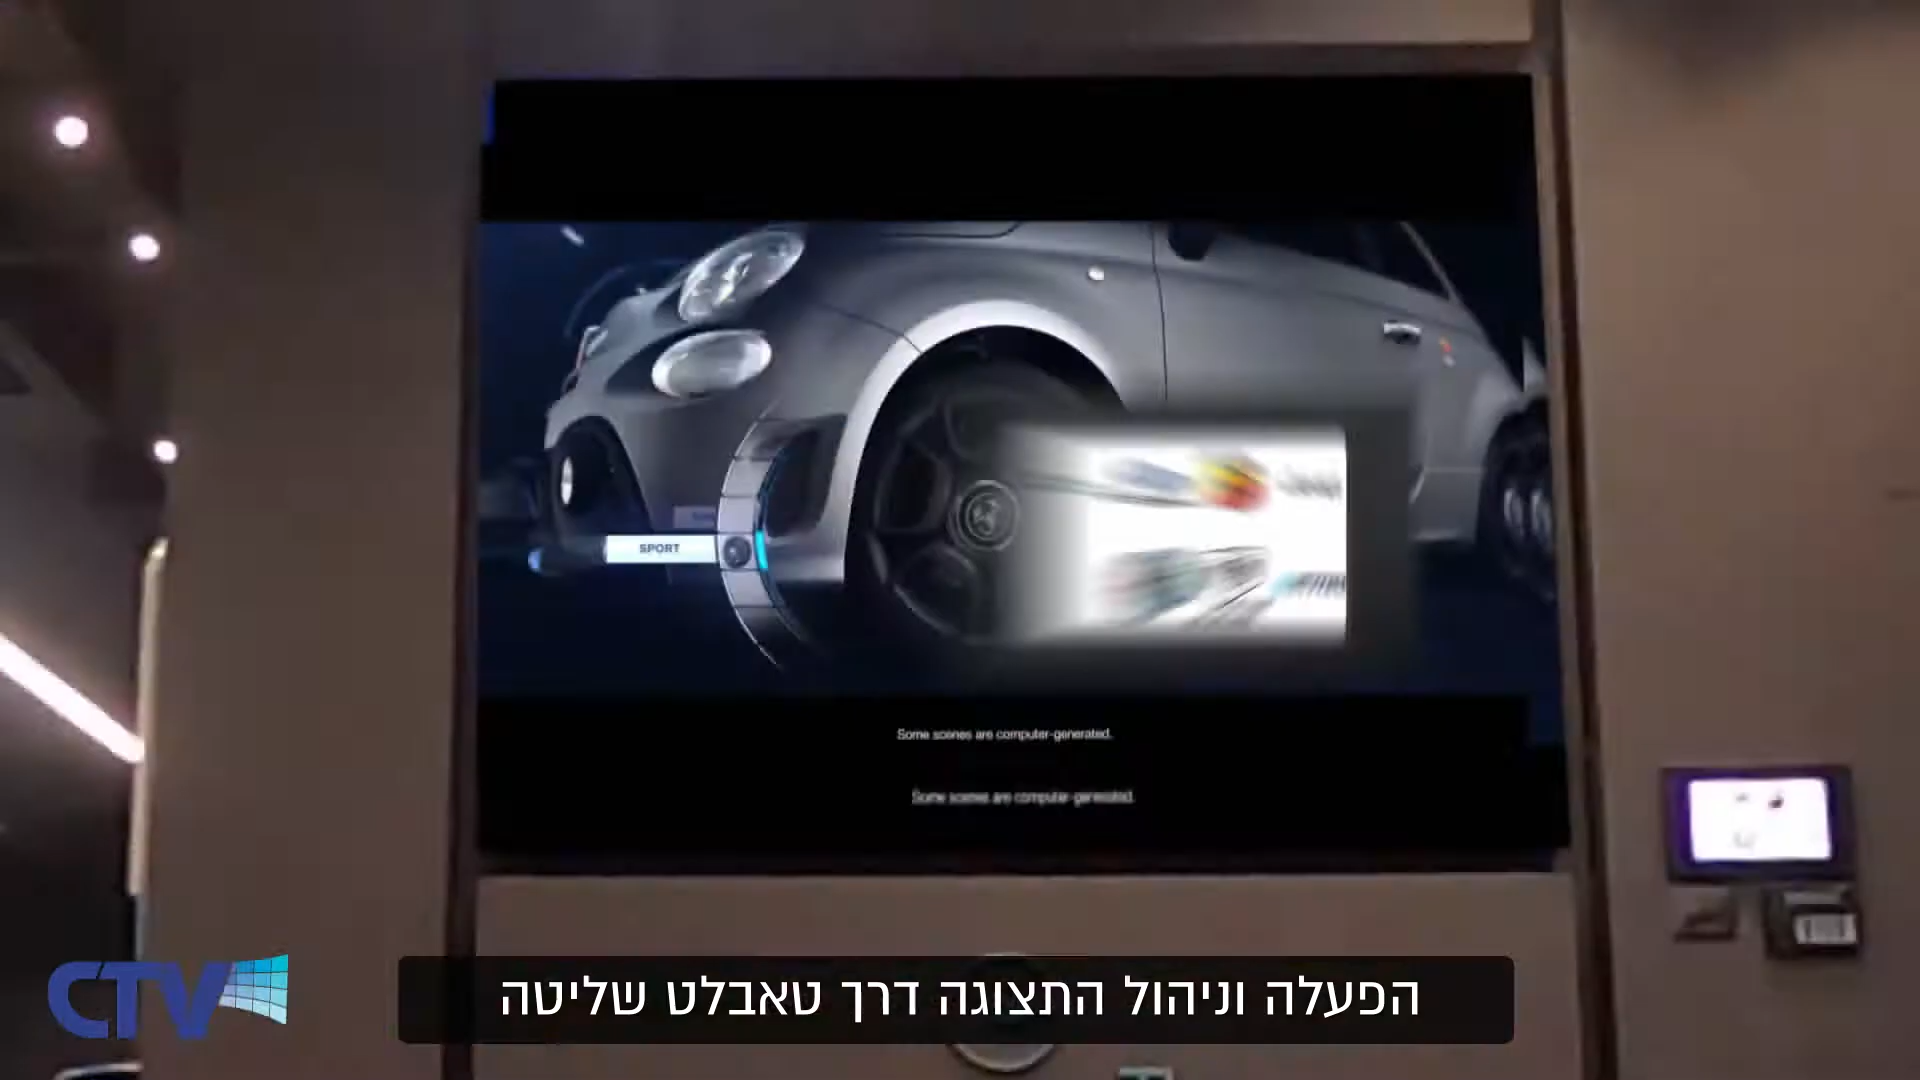 SPORT
Some scenes are computer-generated.
Some scenes are computer-generated.
CTV
הפעלה וניהול התצוגה דרך טאבלט שליטה